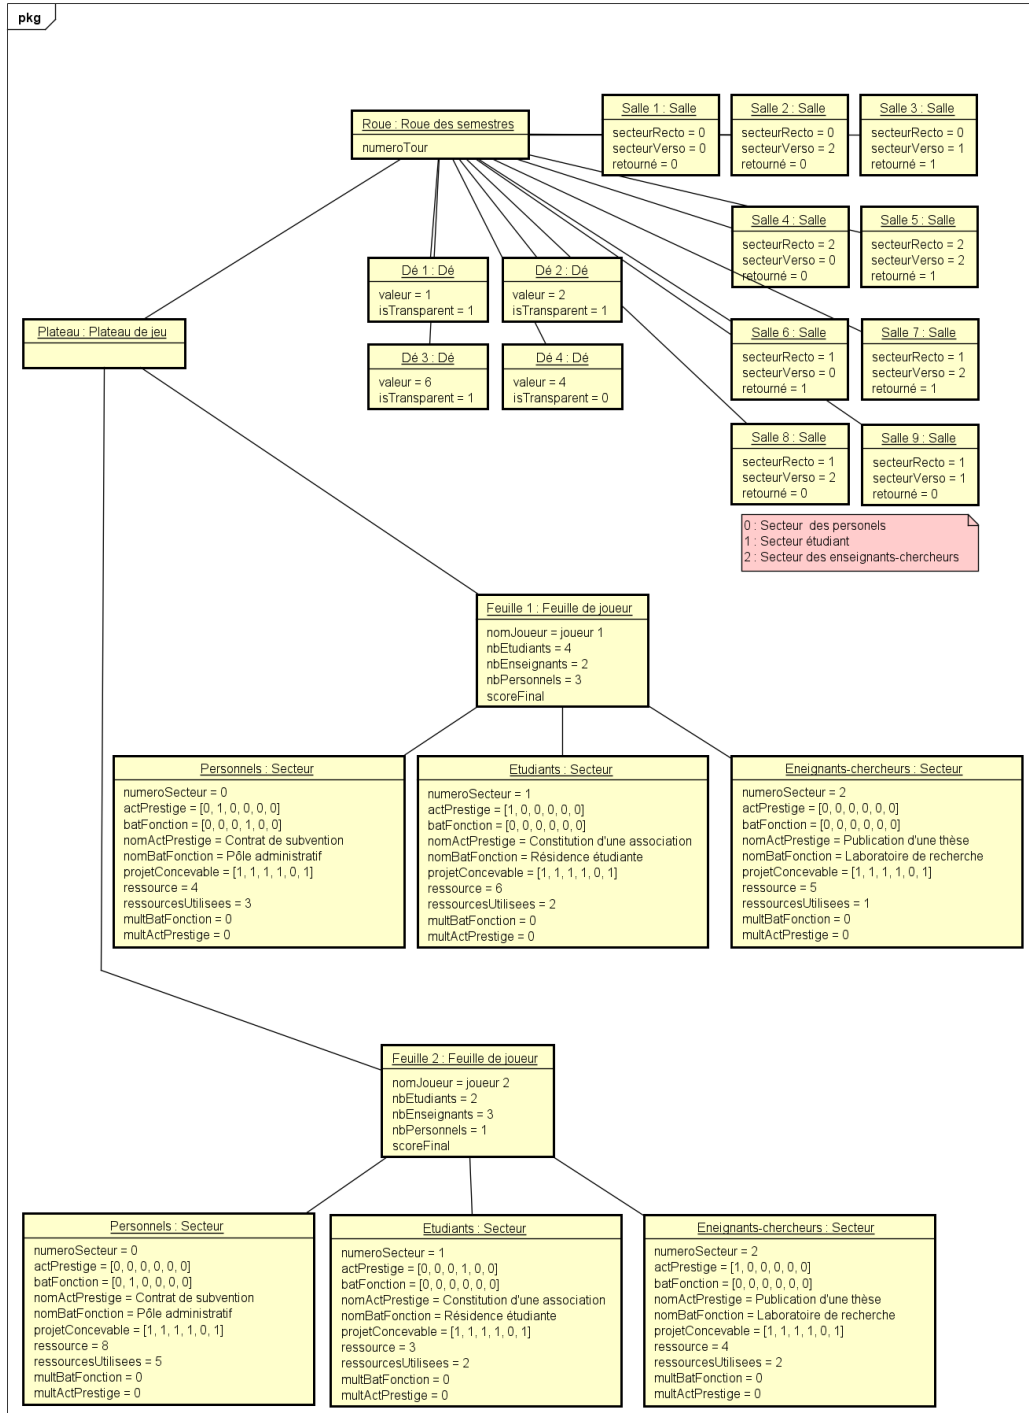 pkg
Roue : Roue des semestres
numeroTour
Salle 1 : Salle
secteurRecto = 0
secteurVerso = 0
retourné = 0
Salle 2 : Salle
secteurRecto = 0
secteurVerso = 2
retourné = 0
Salle 3 : Salle
secteurRecto = 0
secteurVerso = 1
retourné = 1
Salle 4 : Salle
secteurRecto = 2
secteurVerso = 0
retourné = 0
Salle 5 : Salle
secteurRecto = 2
secteurVerso = 2
retourné = 1
Dé 1 : Dé
valeur = 1
isTransparent = 1
Dé 2 : Dé
valeur = 2
isTransparent = 1
Plateau : Plateau de jeu
Dé 3 : Dé
valeur = 6
isTransparent = 1
Dé 4 : Dé
valeur = 4
isTransparent = 0
Salle 6 : Salle
secteurRecto = 1
secteurVerso = 0
retourné = 1
Salle 7 : Salle
secteurRecto = 1
secteurVerso = 2
retourné = 1
Salle 8 : Salle
secteurRecto = 1
secteurVerso = 2
retourné = 0
Salle 9 : Salle
secteurRecto = 1
secteurVerso = 1
retourné = 0
0 : Secteur des personels
1 : Secteur étudiant
2 : Secteur des enseignants-chercheurs
Feuille 1 : Feuille de joueur
nomJoueur = joueur 1
nbEtudiants = 4
nbEnseignants = 2
nbPersonnels = 3
scoreFinal
Personnels : Secteur
numeroSecteur = 0
actPrestige = [0, 1, 0, 0, 0, 0]
batFonction = [0, 0, 0, 1, 0, 0]
nomActPrestige = Contrat de subvention
nomBatFonction = Pôle administratif
projetConcevable = [1, 1, 1, 1, 0, 1]
ressource = 4
ressourcesUtilisees = 3
multBatFonction = 0
multActPrestige = 0
Etudiants : Secteur
numeroSecteur = 1
actPrestige = [1, 0, 0, 0, 0, 0]
batFonction = [0, 0, 0, 0, 0, 0]
nomActPrestige = Constitution d'une association
nomBatFonction = Résidence étudiante
projetConcevable = [1, 1, 1, 1, 0, 1]
ressource = 6
ressourcesUtilisees = 2
multBatFonction = 0
multActPrestige = 0
Eneignants-chercheurs : Secteur
numeroSecteur = 2
actPrestige = [0, 0, 0, 0, 0, 0]
batFonction = [0, 0, 0, 0, 0, 0]
nomActPrestige = Publication d'une thèse
nomBatFonction = Laboratoire de recherche
projetConcevable = [1, 1, 1, 1, 0, 1]
ressource = 5
ressourcesUtilisees = 1
multBatFonction = 0
multActPrestige = 0
Feuille 2 : Feuille de joueur
nomJoueur = joueur 2
nbEtudiants = 2
nbEnseignants = 3
nbPersonnels = 1
scoreFinal
Personnels : Secteur
numeroSecteur = 0
actPrestige = [0, 0, 0, 0, 0, 0]
batFonction = [0, 1, 0, 0, 0, 0]
nomActPrestige = Contrat de subvention
nomBatFonction = Pôle administratif
projetConcevable = [1, 1, 1, 1, 0, 1]
ressource = 8
ressourcesUtilisees = 5
multBatFonction = 0
multActPrestige = 0
Etudiants : Secteur
numeroSecteur = 1
actPrestige = [0, 0, 0, 1, 0, 0]
batFonction = [0, 0, 0, 0, 0, 0]
nomActPrestige = Constitution d'une association
nomBatFonction = Résidence étudiante
projetConcevable = [1, 1, 1, 1, 0, 1]
ressource = 3
ressourcesUtilisees = 2
multBatFonction = 0
multActPrestige = 0
Eneignants-chercheurs : Secteur
numeroSecteur = 2
actPrestige = [1, 0, 0, 0, 0, 0]
batFonction = [0, 0, 0, 0, 0, 0]
nomActPrestige = Publication d'une thèse
nomBatFonction = Laboratoire de recherche
projetConcevable = [1, 1, 1, 1, 0, 1]
ressource = 4
ressourcesUtilisees = 2
multBatFonction = 0
multActPrestige = 0